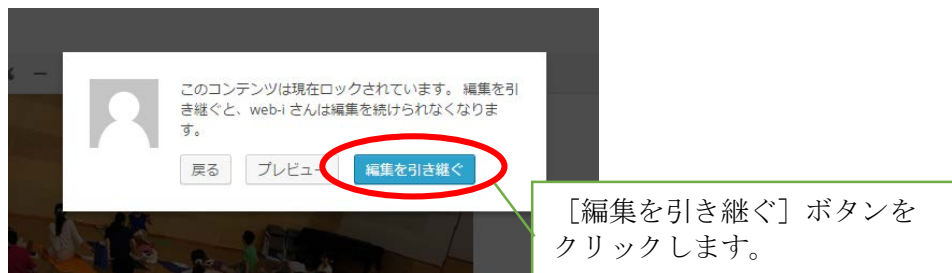 このコンテンツは現在ロックされています。 編集を引
き継ぐと、web-i さんは編集を続けられなくなりま
す。
戻る プレビュー 編集を引き継ぐ
［編集を引き継ぐ］ボタンを
クリックします。